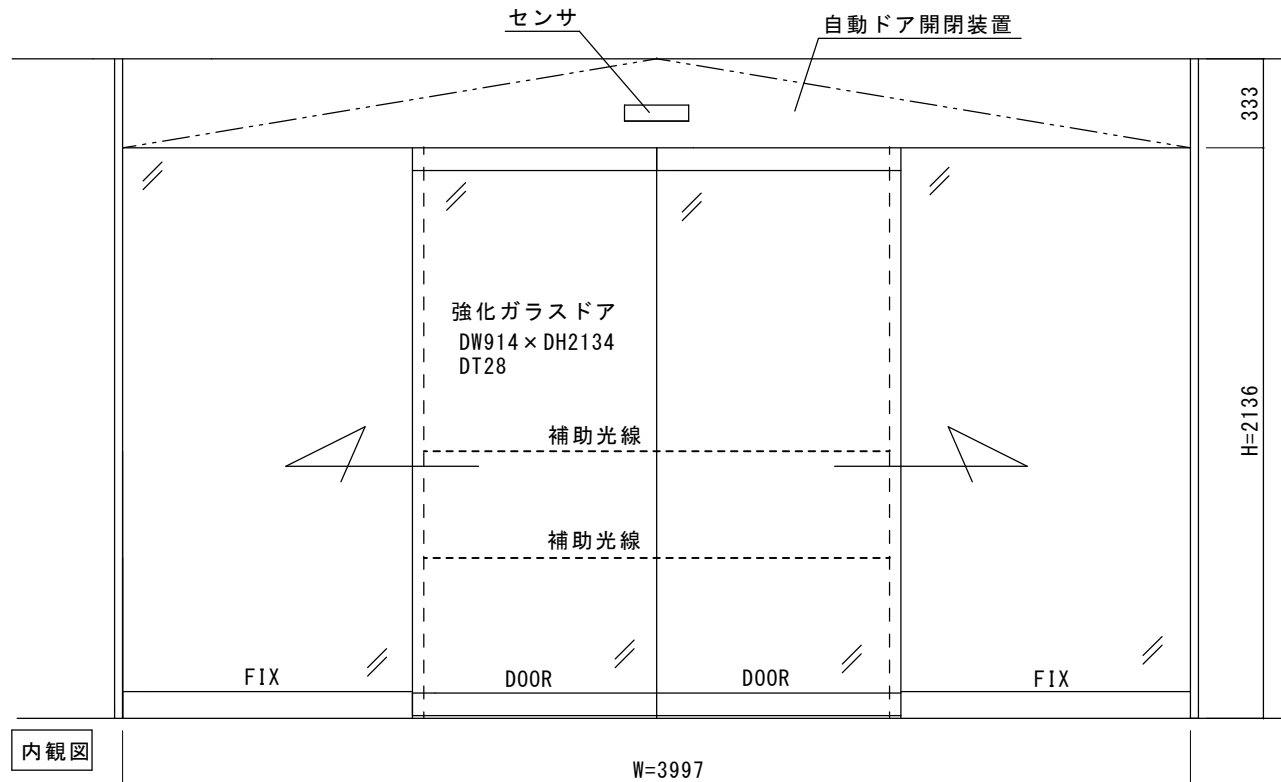 センサ
自動ドア開閉装置
333
強化ガラスドア
DW914×DH2134
DT28
補助光線
H=2136
補助光線
FIX
DOOR
DOOR
FIX
内観図
W=3997